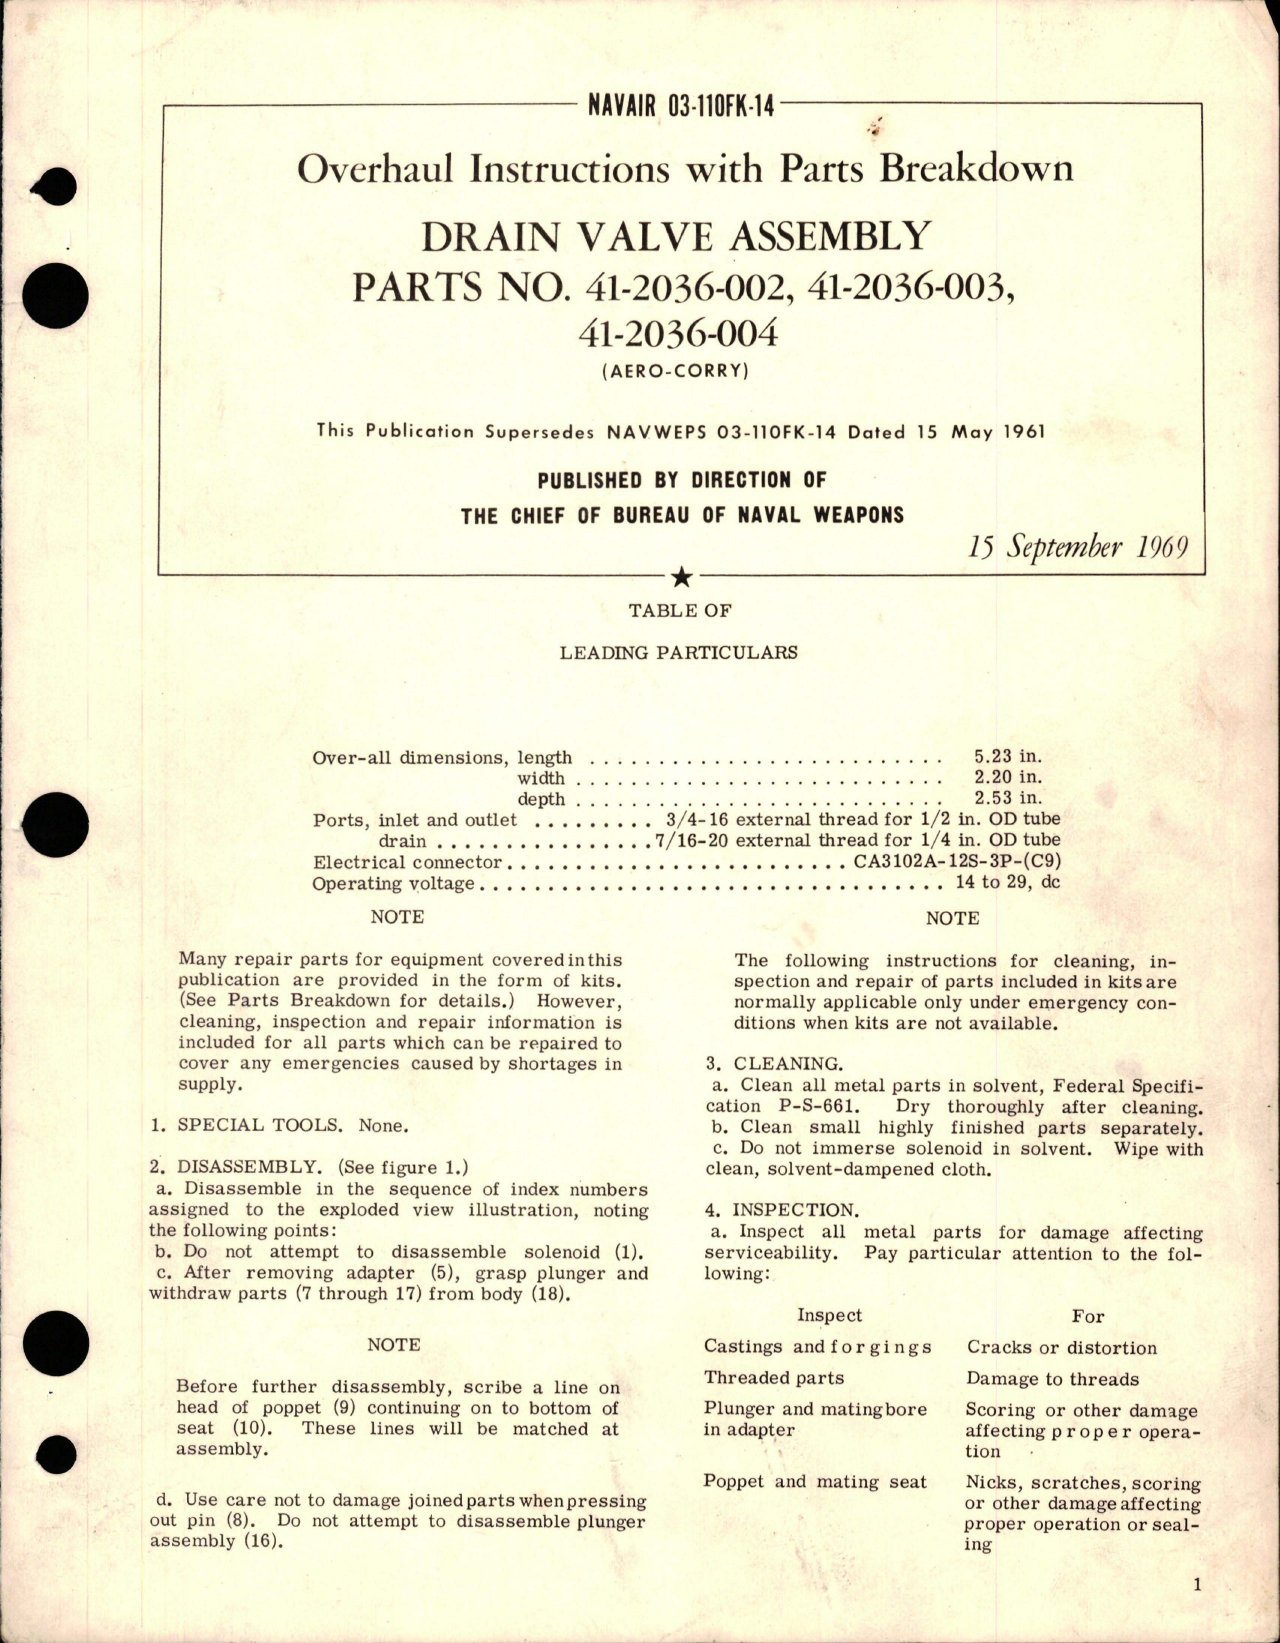 NAVAIR 03-110FK-14
Overhaul Instructions with Parts Breakdown
DRAIN VALVE ASSEMBLY
PARTS NO. 41-2036-002, 41-2036-003,
41-2036-004
(AERO-CORRY)
This Publication Supersedes NAVWEPS 03-110FK-14 Dated 15 May 1961
PUBLISHED BY DIRECTION OF
THE CHIEF OF BUREAU OF NAVAL WEAPONS
15 September 1969
TABLE OF
LEADING PARTICULARS
Over-all dimensions, length . . . . . . . . . . . . . . . . . . . . . . . . . . 5.23 in.
width . . . . . . . . . . . . . . . . . . . . . . . . . . . 2.20 in.
depth . . . . . . . . . . . . . . . . . . . . . . . . . . . 2.53 in.
Ports, inlet and outlet . . . . . . . . . 3/4-16 external thread for 1/2 in. OD tube
drain . . . . . . . . . . . . . . . . 7/16-20 external thread for 1/4 in. OD tube
Electrical connector . . . . . . . . . . . . . . . . . . . . . . . . . CA3102A-12S-3P-(C9)
Operating voltage . . . . . . . . . . . . . . . . . . . . . . . . . . . . . . . . . . 14 to 29, dc
NOTE
Many repair parts for equipment covered in this
publication are provided in the form of kits.
(See Parts Breakdown for details.) However,
cleaning, inspection and repair information is
included for all parts which can be repaired to
cover any emergencies caused by shortages in
supply.
1. SPECIAL TOOLS. None.
2. DISASSEMBLY. (See figure 1.)
a. Disassemble in the sequence of index numbers
assigned to the exploded view illustration, noting
the following points:
b. Do not attempt to disassemble solenoid (1).
c. After removing adapter (5), grasp plunger and
withdraw parts (7 through 17) from body (18).
NOTE
Before further disassembly, scribe a line on
head of poppet (9) continuing on to bottom of
seat (10). These lines will be matched at
assembly.
d. Use care not to damage joined parts when pressing
out pin (8). Do not attempt to disassemble plunger
assembly (16).
NOTE
The following instructions for cleaning, in-
spection and repair of parts included in kits are
normally applicable only under emergency con-
ditions when kits are not available.
3. CLEANING.
a. Clean all metal parts in solvent, Federal Specifi-
cation P-S-661. Dry thoroughly after cleaning.
b. Clean small highly finished parts separately.
c. Do not immerse solenoid in solvent. Wipe with
clean, solvent-dampened cloth.
4. INSPECTION.
a. Inspect all metal parts for damage affecting
serviceability. Pay particular attention to the fol-
lowing:
Inspect For
Castings and forgings Cracks or distortion
Threaded parts Damage to threads
Plunger and mating bore Scoring or other damage
in adapter affecting proper opera-
tion
Poppet and mating seat Nicks, scratches, scoring
or other damage affecting
proper operation or seal-
ing
1